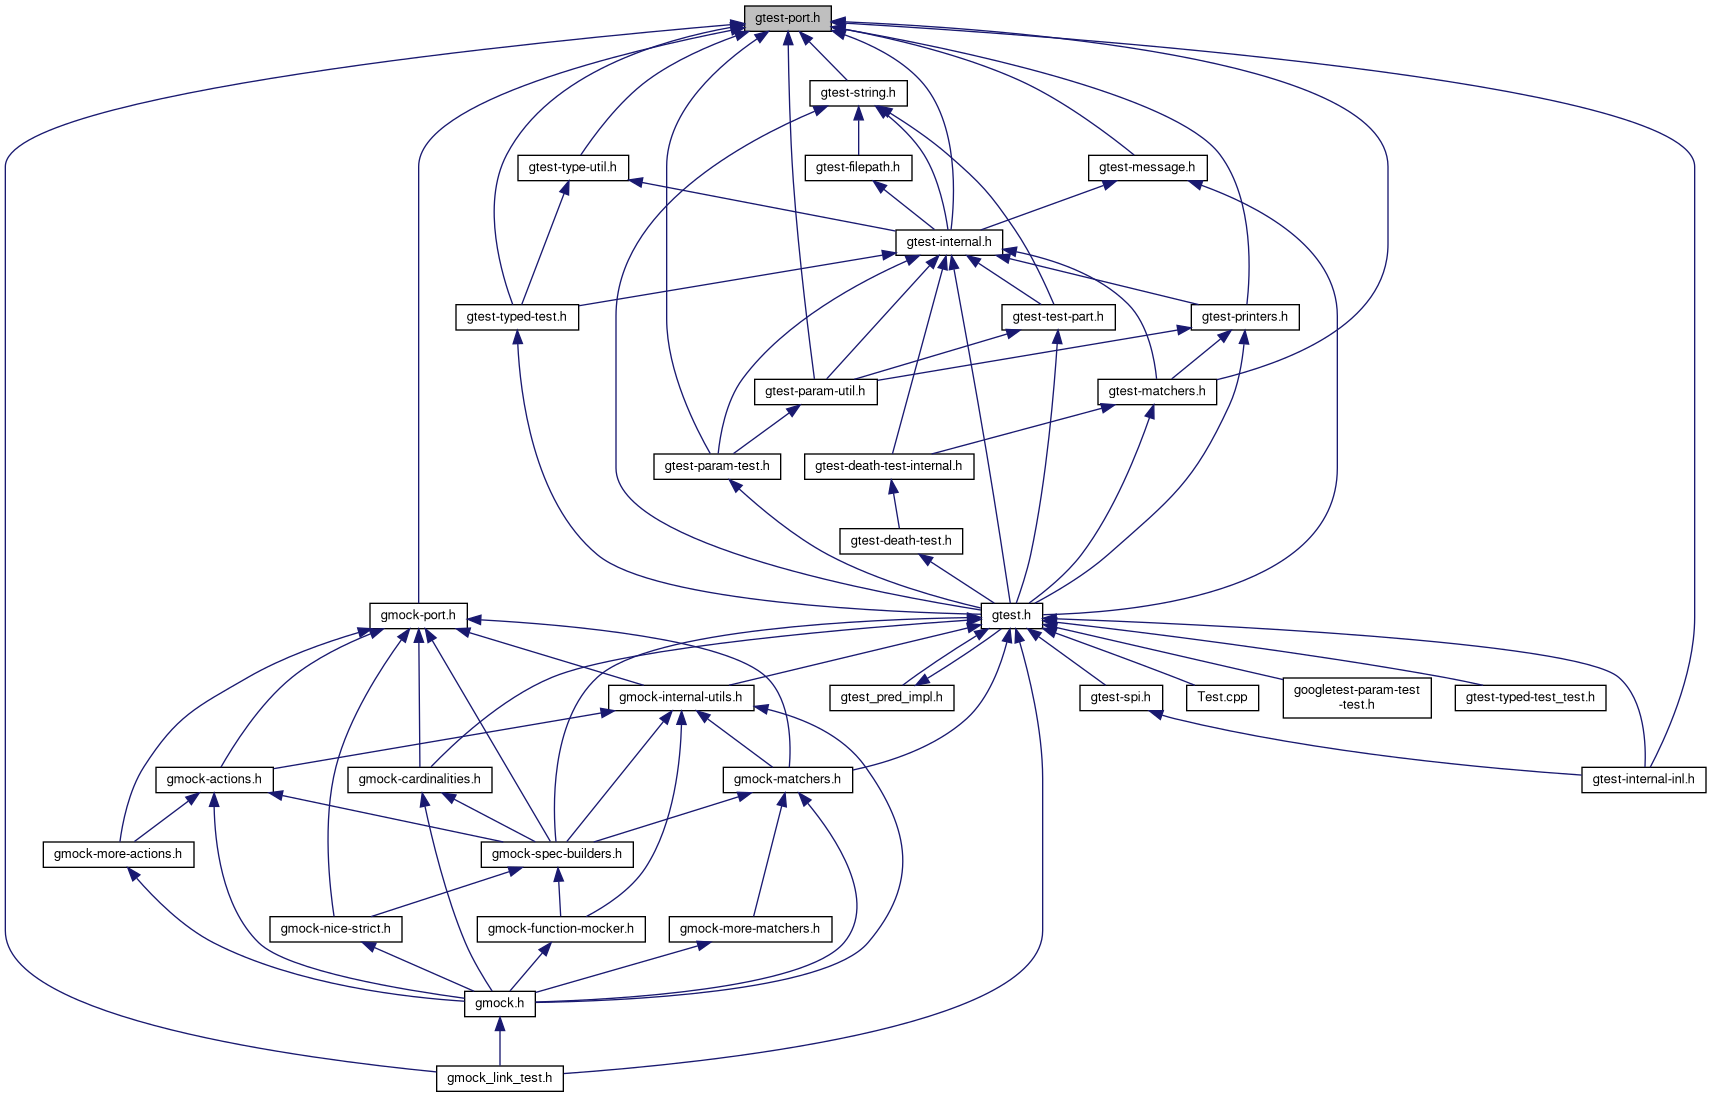 gtest-port.h
gtest-string.h
gtest-type-util.h
gtest-filepath.h
gtest-message.h
gtest-internal.h
gtest-typed-test.h
gtest-test-part.h
gtest-printers.h
gtest-param-util.h
gtest-matchers.h
gtest-param-test.h
gtest-death-test-internal.h
gtest-death-test.h
gmock-port.h
gtest.h
gmock-internal-utils.h
gtest_pred_impl.h
gtest-spi.h
Test.cpp
googletest-param-test
-test.h
gtest-typed-test_test.h
gmock-actions.h
gmock-cardinalities.h
gmock-matchers.h
gtest-internal-inl.h
gmock-more-actions.h
gmock-spec-builders.h
gmock-nice-strict.h
gmock-function-mocker.h
gmock-more-matchers.h
gmock.h
gmock_link_test.h